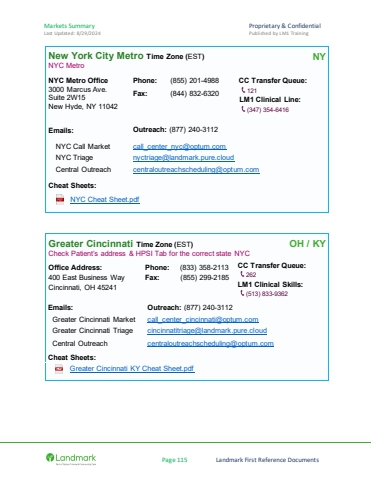 Markets Summary Proprietary & Confidential
Last Updated: 8/29/2024 Published by LMK Training
New York City Metro Time Zone (EST) NY
NYC Metro
NYC Metro Office Phone: (855) 201-4988 CC Transfer Queue:
3000 Marcus Ave. Fax: (844) 832-6320 121
Suite 2W15 LM1 Clinical Line:
New Hyde, NY 11042 (347) 354-6416
Emails: Outreach: (877) 240-3112
NYC Call Market call_center_nyc@optum.com
NYC Triage nyctriage@landmark.pure.cloud
Central Outreach centraloutreachscheduling@optum.com
Cheat Sheets:
NYC Cheat Sheet.pdf
Greater Cincinnati Time Zone (EST) OH / KY
Check Patient's address & HPSI Tab for the correct state NYC
Office Address: Phone: (833) 358-2113 CC Transfer Queue:
400 East Business Way Fax: (855) 299-2185 262
Cincinnati, OH 45241 LM1 Clinical Skills:
(513) 833-9362
Emails: Outreach: (877) 240-3112
Greater Cincinnati Market call_center_cincinnati@optum.com
Greater Cincinnati Triage cincinnatitriage@landmark.pure.cloud
Central Outreach centraloutreachscheduling@optum.com
Cheat Sheets:
Greater Cincinnati KY Cheat Sheet.pdf
Landmark Page 115 Landmark First Reference Documents